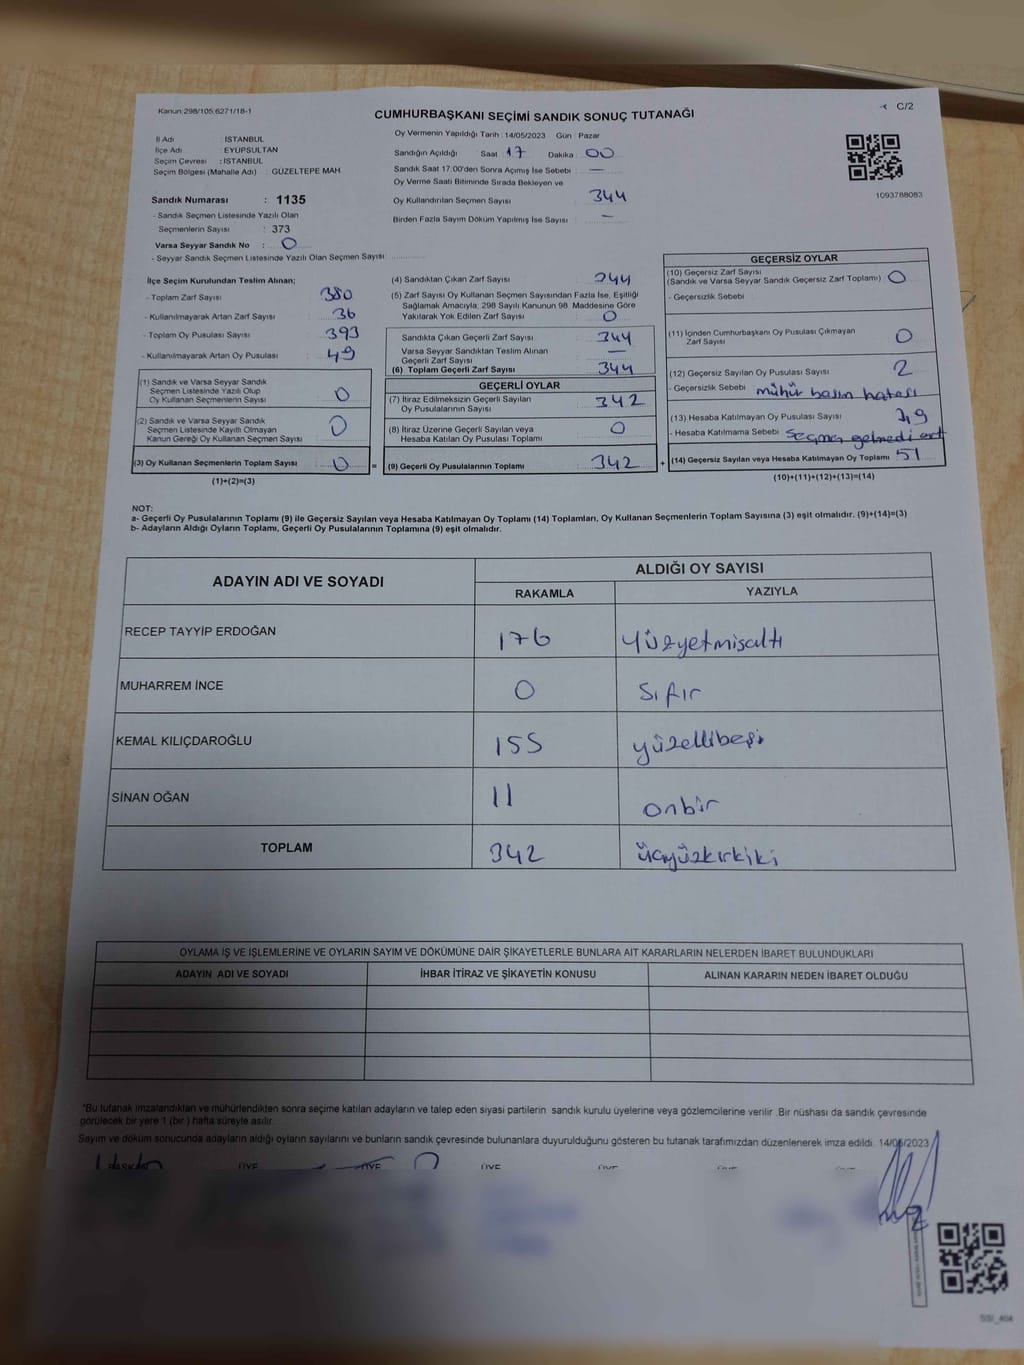 Kanun:298/105;6271/18-1
CUMHURBAŞKANI SEÇİMİ SANDIK SONUÇ TUTANAĞI
C/2
İl Adı : İSTANBUL
İlçe Adı : EYÜPSULTAN
Seçim Çevresi : İSTANBUL
Seçim Bölgesi (Mahalle Adı) : GÜZELTEPE MAH.
Oy Vermenin Yapıldığı Tarih : 14/05/2023 Gün : Pazar
Sandığın Açıldığı Saat 17 Dakika : 00
Sandık Saat 17:00'den Sonra Açımış İse Sebebi : —
Oy Verme Saati Bitiminde Sırada Bekleyen ve
Oy Kullandırılan Seçmen Sayısı : 344
Birden Fazla Sayım Döküm Yapılmış İse Sayısı : —
1093788083
Sandık Numarası : 1135
- Sandık Seçmen Listesinde Yazılı Olan
Seçmenlerin Sayısı : 373
Varsa Seyyar Sandık No : 0
- Seyyar Sandık Seçmen Listesinde Yazılı Olan Seçmen Sayısı :
İlçe Seçim Kurulundan Teslim Alınan;
- Toplam Zarf Sayısı : 380
- Kullanılmayarak Artan Zarf Sayısı : 36
- Toplam Oy Pusulası Sayısı : 393
- Kullanılmayarak Artan Oy Pusulası : 49
(1) Sandık ve Varsa Seyyar Sandık
Seçmen Listesinde Yazılı Olup
Oy Kullanan Seçmenlerin Sayısı : 0
(2) Sandık ve Varsa Seyyar Sandık
Seçmen Listesinde Kayıtlı Olmayan
Kanun Gereği Oy Kullanan Seçmen Sayısı : 0
(3) Oy Kullanan Seçmenlerin Toplam Sayısı : 0
(1)+(2)=(3)
(4) Sandıktan Çıkan Zarf Sayısı : 344
(5) Zarf Sayısı Oy Kullanan Seçmen Sayısından Fazla İse, Eşitliği
Sağlamak Amacıyla, 298 Sayılı Kanunun 98. Maddesine Göre
Yakılarak Yok Edilen Zarf Sayısı : 0
Sandıkta Çıkan Geçerli Zarf Sayısı : 344
Varsa Seyyar Sandıktan Teslim Alınan
Geçerli Zarf Sayısı : —
(6) Toplam Geçerli Zarf Sayısı : 344
GEÇERLİ OYLAR
(7) İtiraz Edilmeksizin Geçerli Sayılan
Oy Pusulalarının Sayısı : 342
(8) İtiraz Üzerine Geçerli Sayılan veya
Hesaba Katılan Oy Pusulası Toplamı : 0
= (9) Geçerli Oy Pusulalarının Toplamı : 342 +
GEÇERSİZ OYLAR
(10) Geçersiz Zarf Sayısı
(Sandık ve Varsa Seyyar Sandık Geçersiz Zarf Toplamı) : 0
- Geçersizlik Sebebi :
(11) İçinden Cumhurbaşkanı Oy Pusulası Çıkmayan
Zarf Sayısı : 0
(12) Geçersiz Sayılan Oy Pusulası Sayısı : 2
- Geçersizlik Sebebi : mühür basım hatası
(13) Hesaba Katılmayan Oy Pusulası Sayısı : 49
- Hesaba Katılmama Sebebi : Seçmen gelmedi art
(14) Geçersiz Sayılan veya Hesaba Katılmayan Oy Toplamı : 51
(10)+(11)+(12)+(13)=(14)
NOT:
a- Geçerli Oy Pusulalarının Toplamı (9) ile Geçersiz Sayılan veya Hesaba Katılmayan Oy Toplamı (14) Toplamları, Oy Kullanan Seçmenlerin Toplam Sayısına (3) eşit olmalıdır. (9)+(14)=(3)
b- Adayların Aldığı Oyların Toplamı, Geçerli Oy Pusulalarının Toplamına (9) eşit olmalıdır.
ADAYIN ADI VE SOYADI ALDIĞI OY SAYISI
RAKAMLA YAZIYLA
RECEP TAYYİP ERDOĞAN 176 Yüzyetmişaltı
MUHARREM İNCE 0 Sıfır
KEMAL KILIÇDAROĞLU 155 yüzellibeşi
SİNAN OĞAN 11 onbir
TOPLAM 342 üçyüzkırkiki
OYLAMA İŞ VE İŞLEMLERİNE VE OYLARIN SAYIM VE DÖKÜMÜNE DAİR ŞİKAYETLERLE BUNLARA AİT KARARLARIN NELERDEN İBARET BULUNDUKLARI
ADAYIN ADI VE SOYADI İHBAR İTİRAZ VE ŞİKAYETİN KONUSU ALINAN KARARIN NEDEN İBARET OLDUĞU
*Bu tutanak imzalandıktan ve mühürlendikten sonra seçime katılan adayların ve talep eden siyasi partilerin sandık kurulu üyelerine veya gözlemcilerine verilir. Bir nüshası da sandık çevresinde
görülecek bir yere 1 (bir ) hafta süreyle asılır.
Sayım ve döküm sonucunda adayların aldığı oyların sayılarını ve bunların sandık çevresinde bulunanlara duyurulduğunu gösteren bu tutanak tarafımızdan düzenlenerek imza edildi. 14/05/2023
ÜYE ÜYE ÜYE ÜYE